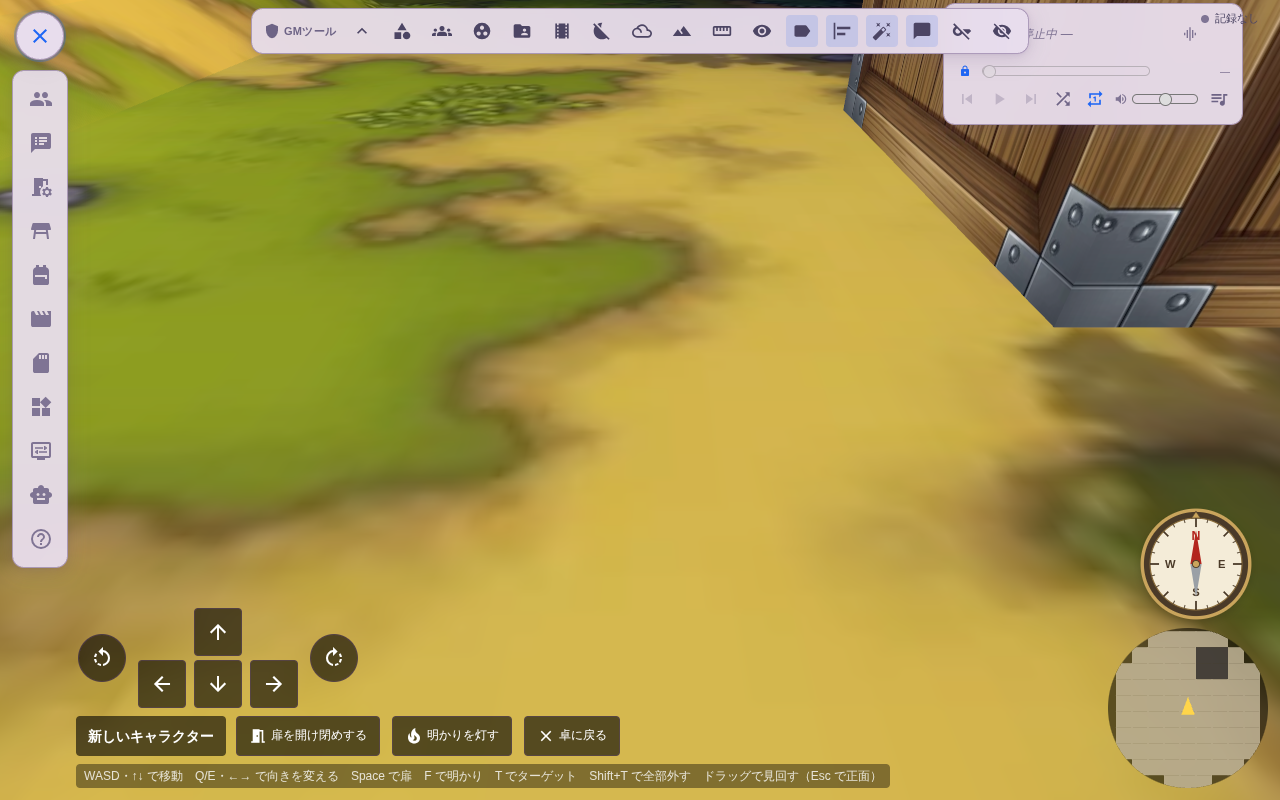 GMツール
停止中 —
記録なし
—
N
W
E
S
新しいキャラクター
扉を開け閉めする
明かりを灯す
卓に戻る
WASD・↑↓ で移動 Q/E・←→ で向きを変える Space で扉 F で明かり T でターゲット Shift+T で全部外す ドラッグで見回す（Esc で正面）